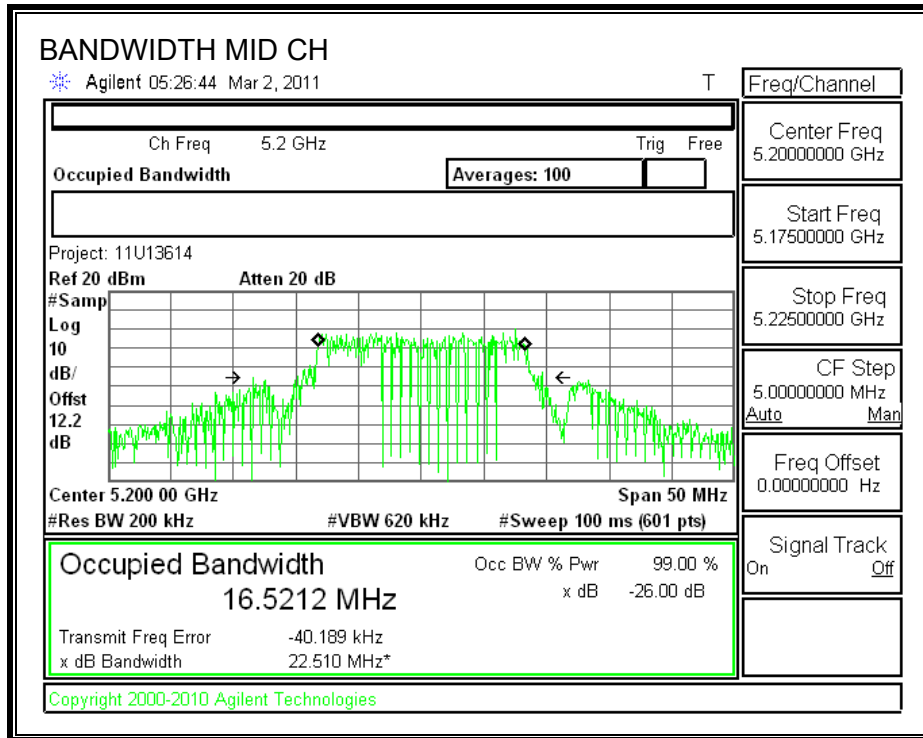 BANDWIDTH MID CH
Agilent 05:26:44 Mar 2, 2011 T
Freq/Channel
Ch Freq 5.2 GHz Trig Free
Occupied Bandwidth Averages: 100
Center Freq
5.20000000 GHz
Start Freq
5.17500000 GHz
Stop Freq
5.22500000 GHz
CF Step
5.00000000 MHz
Auto Man
Freq Offset
0.00000000 Hz
Signal Track
On Off
Project: 11U13614
Ref 20 dBm Atten 20 dB
#Samp
Log
10
dB/
Offst
12.2
dB
Center 5.200 00 GHz Span 50 MHz
#Res BW 200 kHz #VBW 620 kHz #Sweep 100 ms (601 pts)
Occupied Bandwidth Occ BW % Pwr 99.00 %
16.5212 MHz x dB -26.00 dB
Transmit Freq Error -40.189 kHz
x dB Bandwidth 22.510 MHz*
Copyright 2000-2010 Agilent Technologies